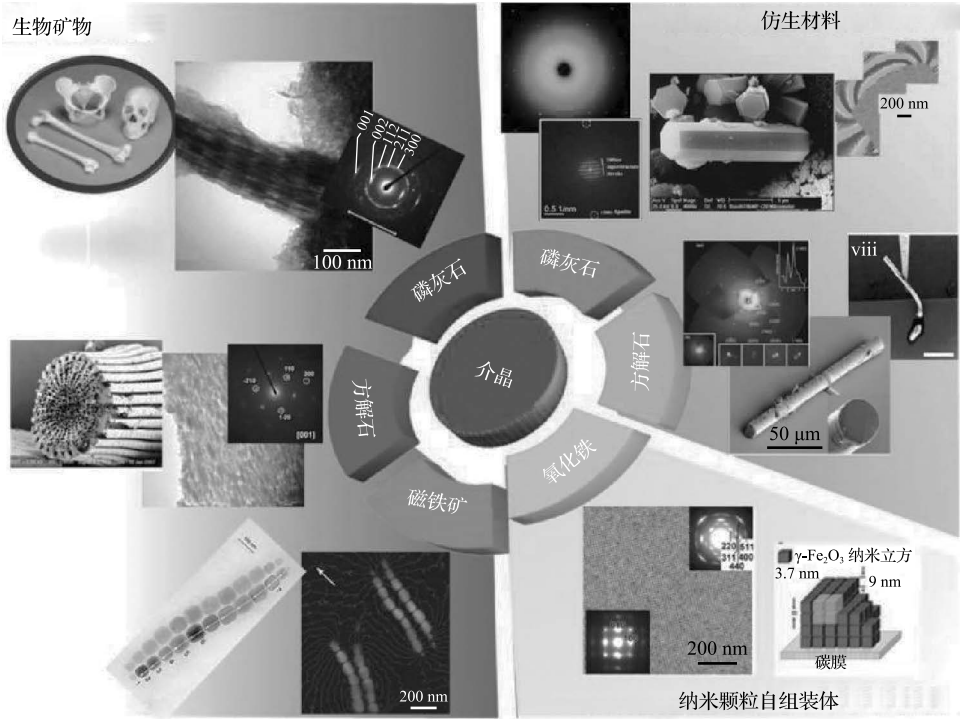 生物矿物
仿生材料
001
002
112
211
300
100 nm
200 nm
0.5 1/nm
viii
磷灰石
磷灰石
方解石
方解石
介晶
氧化铁
磁铁矿
-210
110
300
[001]
50 μm
220
511
311
400
440
γ-Fe₂O₃ 纳米立方
3.7 nm
9 nm
碳膜
200 nm
200 nm
纳米颗粒自组装体